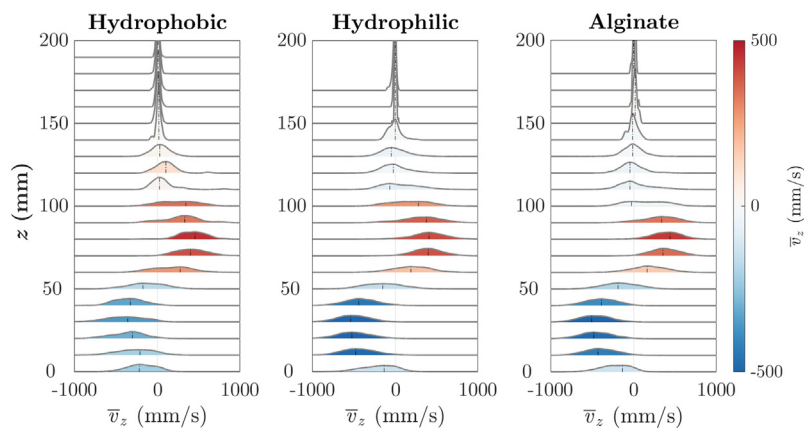 Hydrophobic Hydrophilic Alginate
200 200 200 500
150 150 150
z (mm) 100 100 100 0 v̅z (mm/s)
50 50 50
0 0 0 -500
-1000 0 1000 -1000 0 1000 -1000 0 1000
v̅z (mm/s) v̅z (mm/s) v̅z (mm/s)